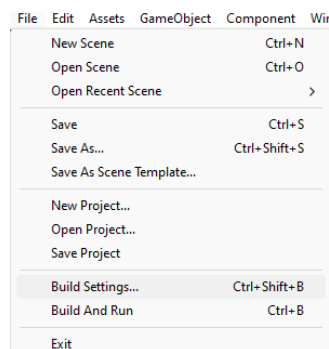 File Edit Assets GameObject Component
New Scene Ctrl+N
Open Scene Ctrl+O
Open Recent Scene >
Save Ctrl+S
Save As... Ctrl+Shift+S
Save As Scene Template...
New Project...
Open Project...
Save Project
Build Settings... Ctrl+Shift+B
Build And Run Ctrl+B
Exit